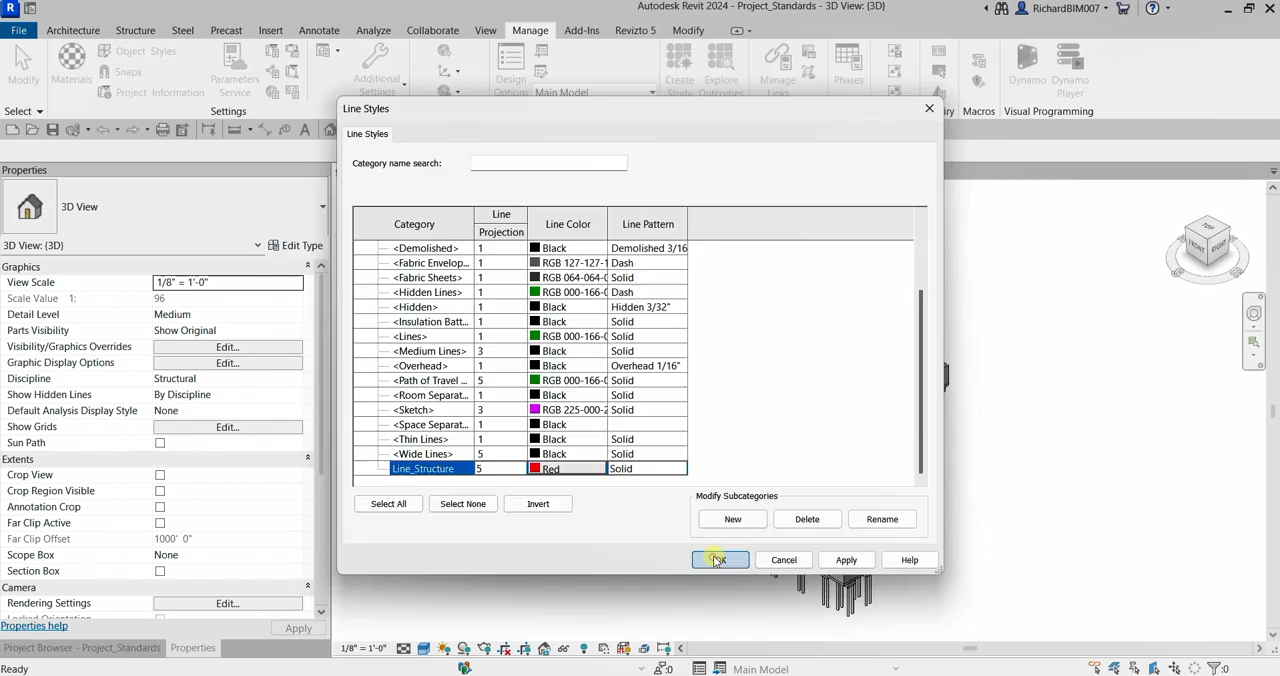 Autodesk Revit 2024 - Project_Standards - 3D View: {3D}
RichardBIM007
File Architecture Structure Steel Precast Insert Annotate Analyze Collaborate View Manage Add-Ins Revizto 5 Modify
Modify
Materials
Object Styles
Snaps
Project Information
Parameters
Service
Additional
Settings
Design
Options
Main Model
Create
Study
Explore
Outcomes
Manage
Links
Phases
Dynamo
Dynamo
Player
Select
Settings
Macros
Visual Programming
Line Styles
Line Styles
Category name search:
Category
Line
Projection
Line Color
Line Pattern
<Demolished> 1 Black Demolished 3/16
<Fabric Envelop... 1 RGB 127-127-1 Dash
<Fabric Sheets> 1 RGB 064-064-0 Solid
<Hidden Lines> 1 RGB 000-166-0 Dash
<Hidden> 1 Black Hidden 3/32"
<Insulation Batt... 1 Black Solid
<Lines> 1 RGB 000-166-0 Solid
<Medium Lines> 3 Black Solid
<Overhead> 1 Black Overhead 1/16"
<Path of Travel ... 5 RGB 000-166-0 Solid
<Room Separat... 1 Black Solid
<Sketch> 3 RGB 225-000-2 Solid
<Space Separat... 1 Black
<Thin Lines> 1 Black Solid
<Wide Lines> 5 Black Solid
Line_Structure 5 Red Solid
Select All Select None Invert
Modify Subcategories
New Delete Rename
OK Cancel Apply Help
Properties
3D View
3D View: {3D} Edit Type
Graphics
View Scale 1/8" = 1'-0"
Scale Value 1: 96
Detail Level Medium
Parts Visibility Show Original
Visibility/Graphics Overrides Edit...
Graphic Display Options Edit...
Discipline Structural
Show Hidden Lines By Discipline
Default Analysis Display Style None
Show Grids Edit...
Sun Path
Extents
Crop View
Crop Region Visible
Annotation Crop
Far Clip Active
Far Clip Offset 1000' 0"
Scope Box None
Section Box
Camera
Rendering Settings Edit...
Properties help Apply
Project Browser - Project_Standards Properties
1/8" = 1'-0"
Ready
:0
Main Model
:0
TOP
FRONT
RIGHT